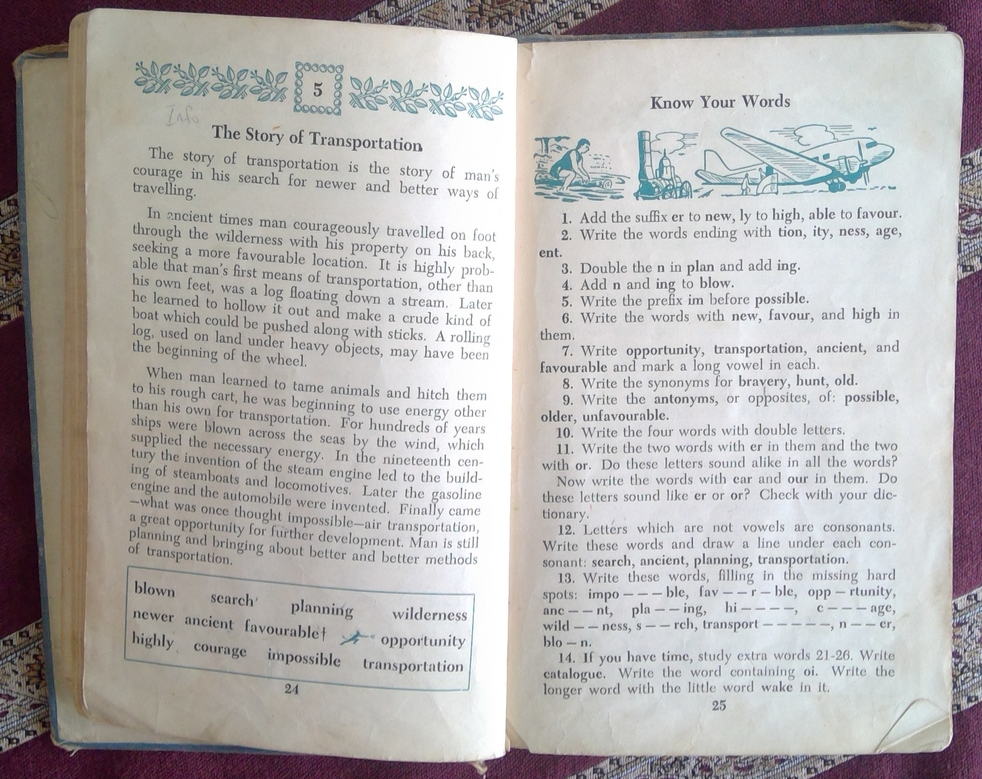 5
Info
The Story of Transportation
The story of transportation is the story of man's
courage in his search for newer and better ways of
travelling.
In ancient times man courageously travelled on foot
through the wilderness with his property on his back,
seeking a more favourable location. It is highly prob-
able that man's first means of transportation, other than
his own feet, was a log floating down a stream. Later
he learned to hollow it out and make a crude kind of
boat which could be pushed along with sticks. A rolling
log, used on land under heavy objects, may have been
the beginning of the wheel.
When man learned to tame animals and hitch them
to his rough cart, he was beginning to use energy other
than his own for transportation. For hundreds of years
ships were blown across the seas by the wind, which
supplied the necessary energy. In the nineteenth cen-
tury the invention of the steam engine led to the build-
ing of steamboats and locomotives. Later the gasoline
engine and the automobile were invented. Finally came
—what was once thought impossible—air transportation,
a great opportunity for further development. Man is still
planning and bringing about better and better methods
of transportation.
blown search planning wilderness
newer ancient favourable† opportunity
highly courage impossible transportation
24
Know Your Words
1. Add the suffix er to new, ly to high, able to favour.
2. Write the words ending with tion, ity, ness, age,
ent.
3. Double the n in plan and add ing.
4. Add n and ing to blow.
5. Write the prefix im before possible.
6. Write the words with new, favour, and high in
them.
7. Write opportunity, transportation, ancient, and
favourable and mark a long vowel in each.
8. Write the synonyms for bravery, hunt, old.
9. Write the antonyms, or opposites, of: possible,
older, unfavourable.
10. Write the four words with double letters.
11. Write the two words with er in them and the two
with or. Do these letters sound alike in all the words?
Now write the words with ear and our in them. Do
these letters sound like er or or? Check with your dic-
tionary.
12. Letters which are not vowels are consonants.
Write these words and draw a line under each con-
sonant: search, ancient, planning, transportation.
13. Write these words, filling in the missing hard
spots: impo – – – ble, fav – – r – ble, opp – rtunity,
anc – – – nt, pla – – ing, hi – – – –, c – – – age,
wild – – ness, s – – rch, transport – – – – –, n – – er,
blo – n.
14. If you have time, study extra words 21-26. Write
catalogue. Write the word containing oi. Write the
longer word with the little word wake in it.
25